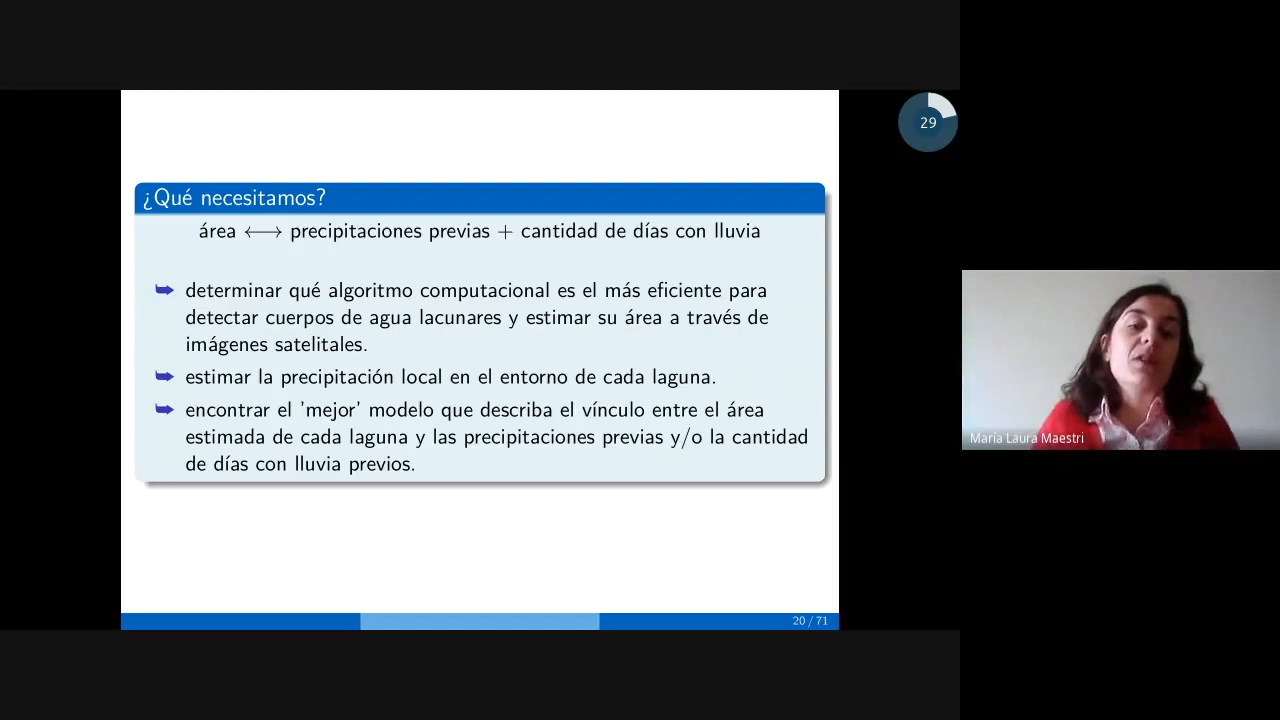 29
¿Qué necesitamos?
área ⟷ precipitaciones previas + cantidad de días con lluvia
determinar qué algoritmo computacional es el más eficiente para
detectar cuerpos de agua lacunares y estimar su área a través de
imágenes satelitales.
estimar la precipitación local en el entorno de cada laguna.
encontrar el 'mejor' modelo que describa el vínculo entre el área
estimada de cada laguna y las precipitaciones previas y/o la cantidad
de días con lluvia previos.
María Laura Maestri
20 / 71